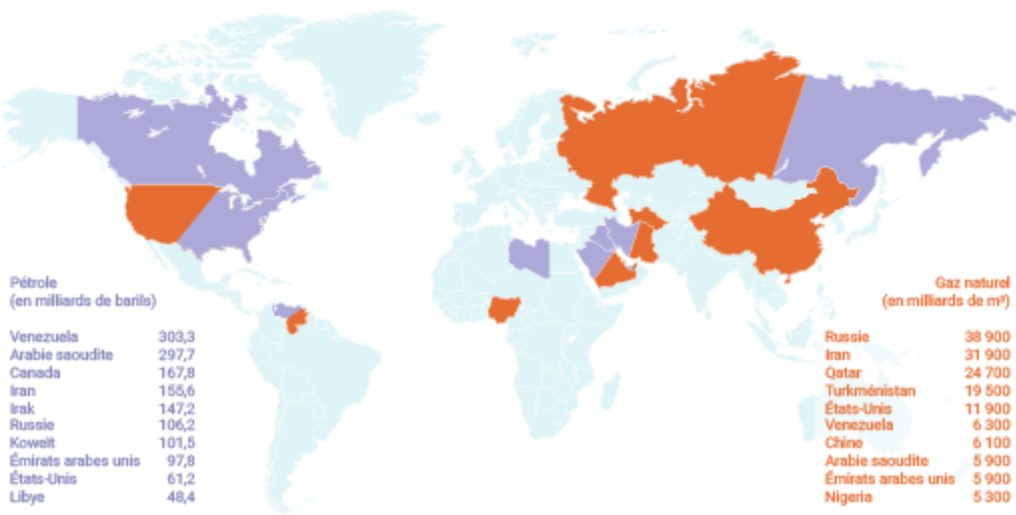 Pétrole
(en milliards de barils)
Venezuela 303,3
Arabie saoudite 297,7
Canada 167,8
Iran 155,6
Irak 147,2
Russie 106,2
Koweït 101,5
Émirats arabes unis 97,8
États-Unis 61,2
Libye 48,4
Gaz naturel
(en milliards de m³)
Russie 38 900
Iran 31 900
Qatar 24 700
Turkménistan 19 500
États-Unis 11 900
Venezuela 6 300
Chine 6 100
Arabie saoudite 5 900
Émirats arabes unis 5 900
Nigeria 5 300